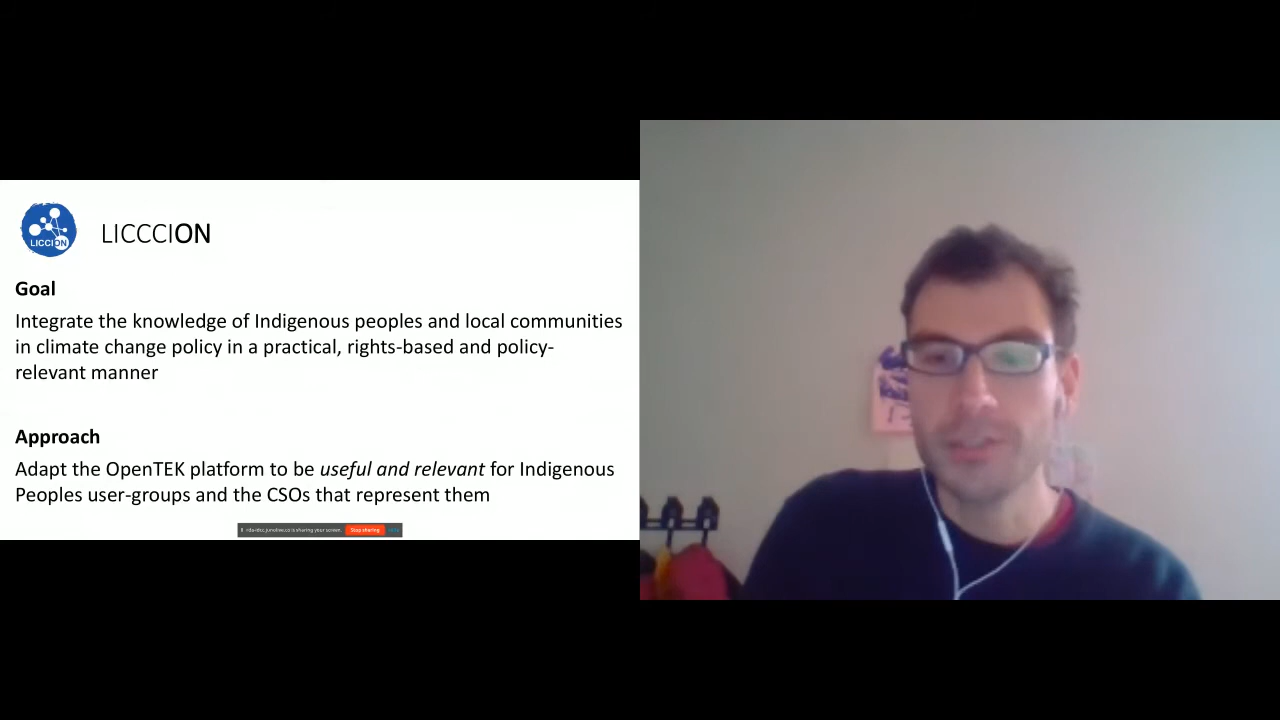 LICCION
LICCCION
Goal
Integrate the knowledge of Indigenous peoples and local communities
in climate change policy in a practical, rights-based and policy-
relevant manner
Approach
Adapt the OpenTEK platform to be useful and relevant for Indigenous
Peoples user-groups and the CSOs that represent them
is sharing your screen.
Stop sharing